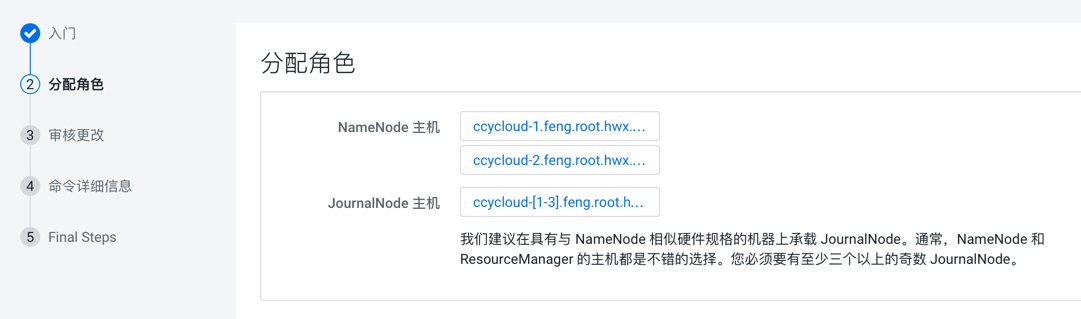 入门
2 分配角色
3 审核更改
4 命令详细信息
5 Final Steps
分配角色
NameNode 主机
ccycloud-1.feng.root.hwx....
ccycloud-2.feng.root.hwx....
JournalNode 主机
ccycloud-[1-3].feng.root.h...
我们建议在具有与 NameNode 相似硬件规格的机器上承载 JournalNode。通常，NameNode 和
ResourceManager 的主机都是不错的选择。您必须要有至少三个以上的奇数 JournalNode。